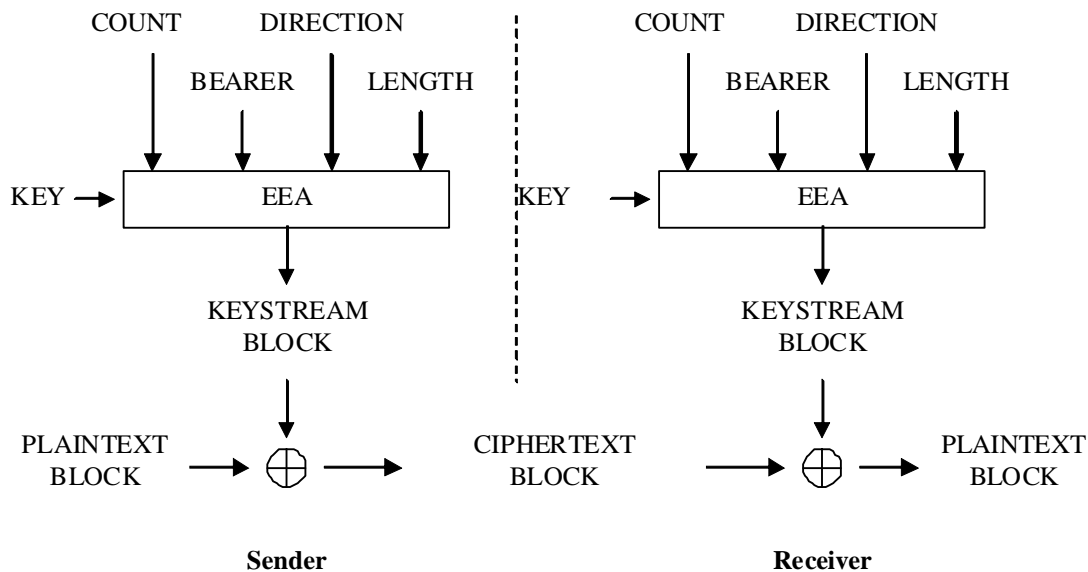 COUNT DIRECTION COUNT DIRECTION
BEARER LENGTH BEARER LENGTH
KEY EEA KEY EEA
KEYSTREAM KEYSTREAM
BLOCK BLOCK
PLAINTEXT CIPHERTEXT PLAINTEXT
BLOCK BLOCK BLOCK
Sender Receiver